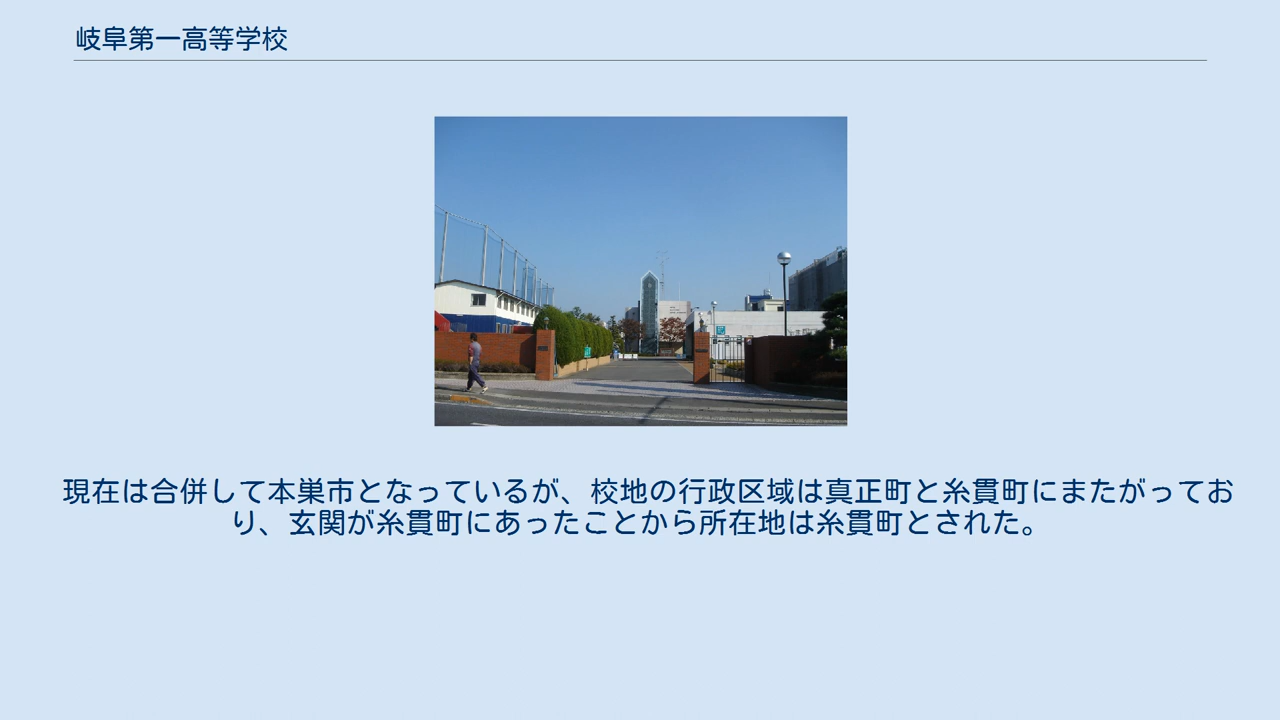 岐阜第一高等学校
現在は合併して本巣市となっているが、校地の行政区域は真正町と糸貫町にまたがってお
り、玄関が糸貫町にあったことから所在地は糸貫町とされた。